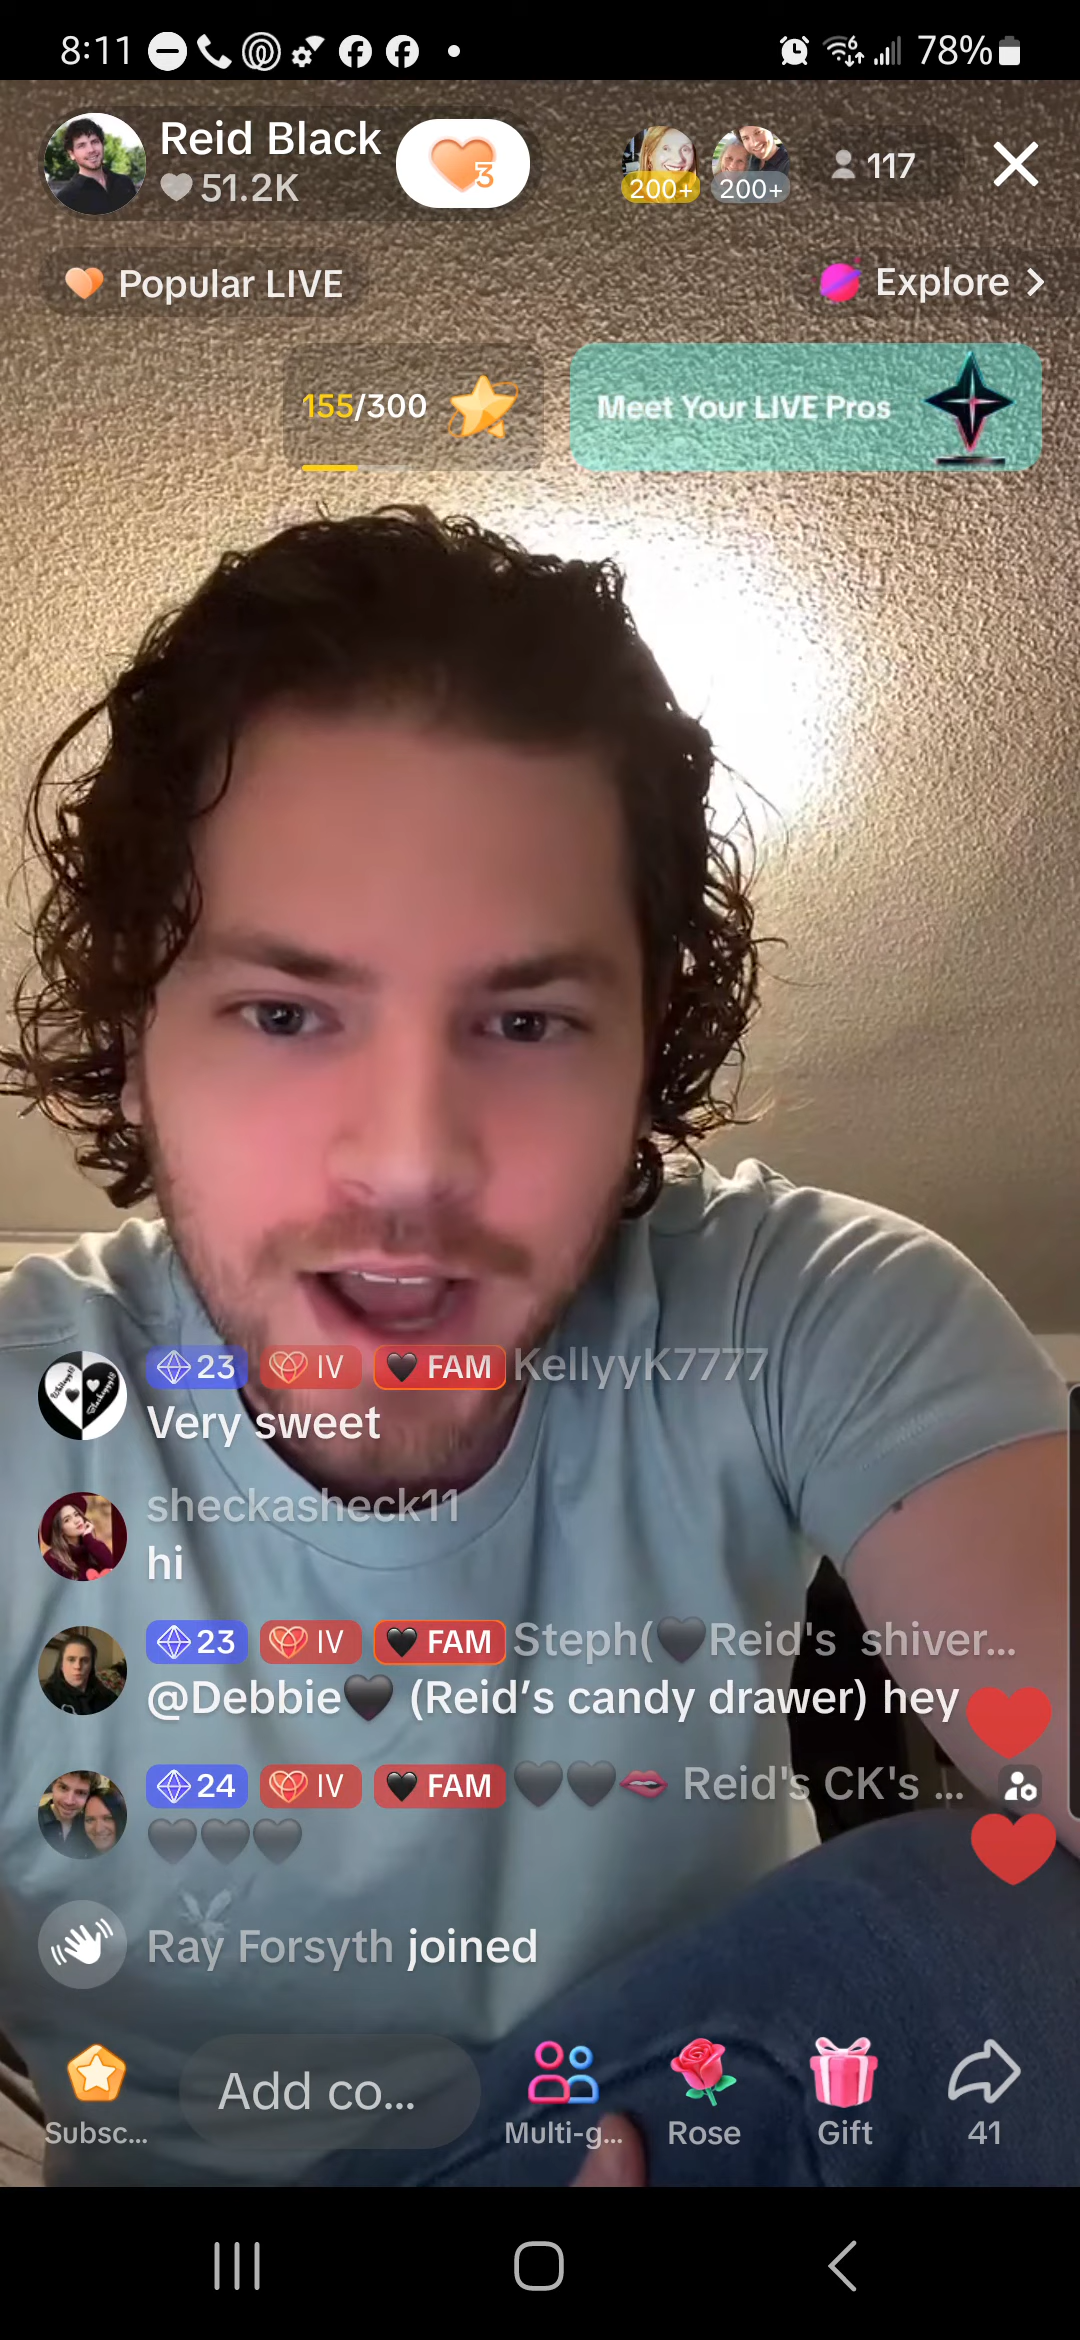 8:11
6
78%
Reid Black
51.2K
3
200+
200+
117
Popular LIVE
Explore
155/300
Meet Your LIVE Pros
23 IV FAM KellyyK7777
Very sweet
sheckasheck11
hi
23 IV FAM Steph(🖤Reid's shiver...
@Debbie🖤 (Reid’s candy drawer) hey
24 IV FAM 🖤🖤🫦 Reid's CK's ...
🖤🖤🖤
Ray Forsyth joined
Add co...
Subsc...
Multi-g...
Rose
Gift
41